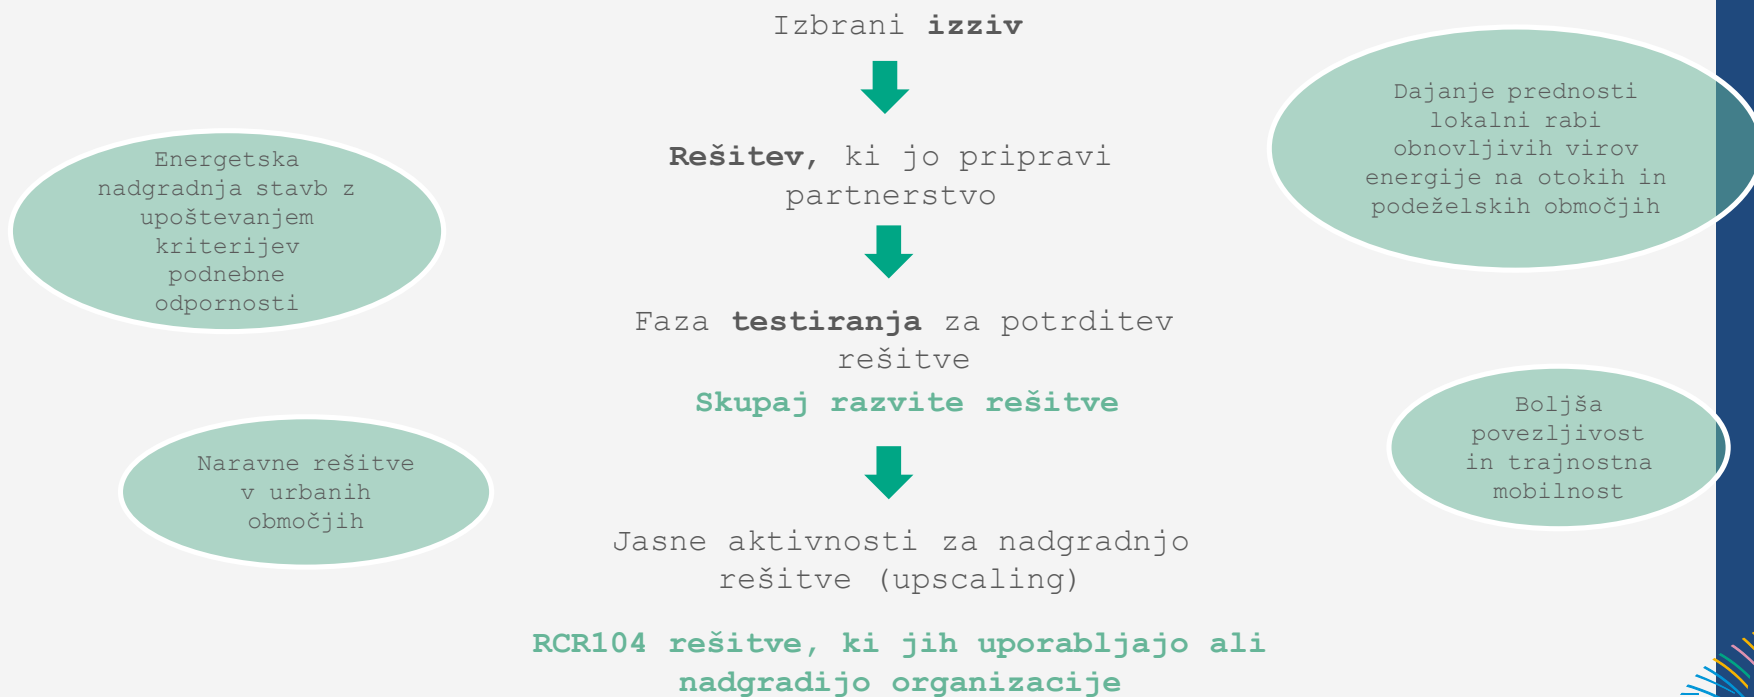 Izbrani izziv
Rešitev, ki jo pripravi
partnerstvo
Faza testiranja za potrditev
rešitve
Skupaj razvite rešitve
Jasne aktivnosti za nadgradnjo
rešitve (upscaling)
RCR104 rešitve, ki jih uporabljajo ali
nadgradijo organizacije
Energetska
nadgradnja stavb z
upoštevanjem
kriterijev
podnebne
odpornosti
Naravne rešitve
v urbanih
območjih
Dajanje prednosti
lokalni rabi
obnovljivih virov
energije na otokih in
podeželskih območjih
Boljša
povezljivost
in trajnostna
mobilnost